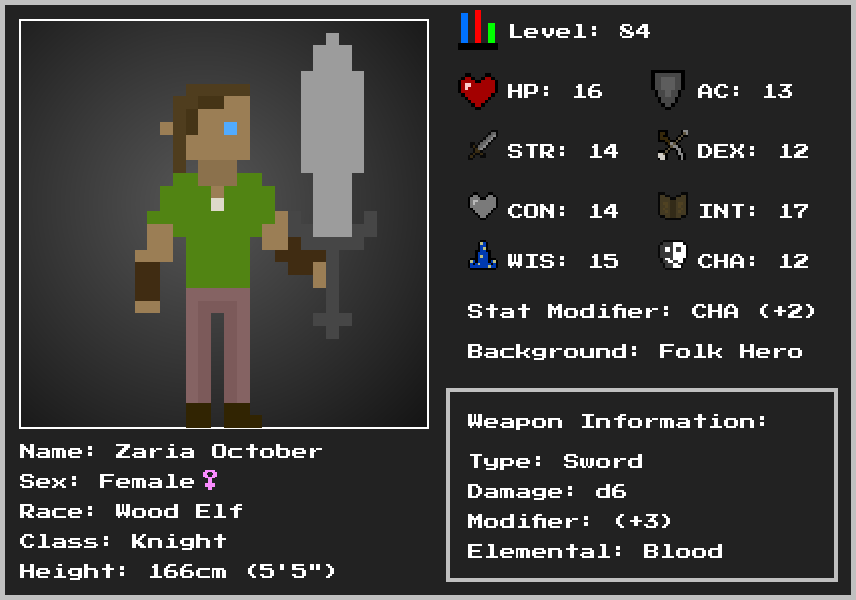 Level: 84
HP: 16 AC: 13
STR: 14 DEX: 12
CON: 14 INT: 17
WIS: 15 CHA: 12
Stat Modifier: CHA (+2)
Background: Folk Hero
Name: Zaria October
Sex: Female♀
Race: Wood Elf
Class: Knight
Height: 166cm (5'5")
Weapon Information:
Type: Sword
Damage: d6
Modifier: (+3)
Elemental: Blood